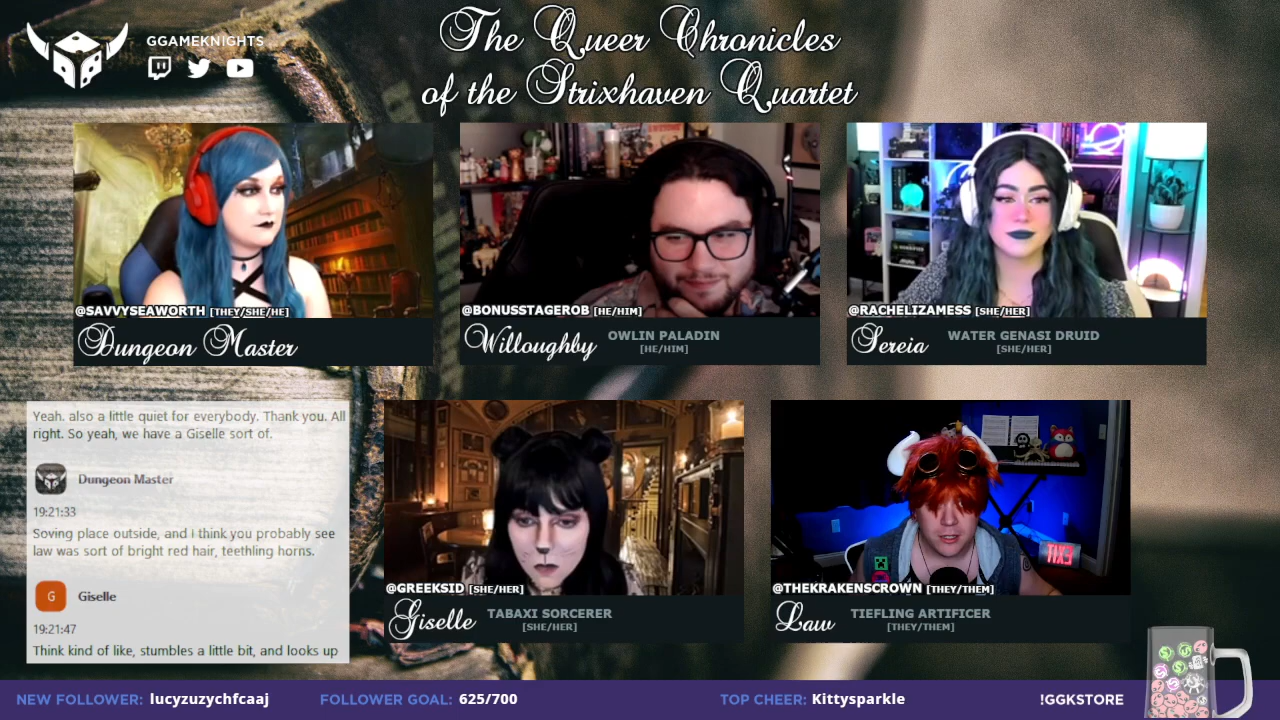 GGAMEKNIGHTS
The Queer Chronicles
of the Strixhaven Quartet
@SAVVYSEAWORTH [THEY/SHE/HE]
Dungeon Master
@BONUSSTAGEROB [HE/HIM]
Willoughby OWLIN PALADIN
[HE/HIM]
@RACHELIZAMESS [SHE/HER]
Sereia WATER GENASI DRUID
[SHE/HER]
Yeah. also a little quiet for everybody. Thank you. All
right. So yeah, we have a Giselle sort of.
Dungeon Master
19:21:33
Soving place outside, and I think you probably see
law was sort of bright red hair, teethling horns.
G Giselle
19:21:47
Think kind of like, stumbles a little bit, and looks up
@GREEKSID [SHE/HER]
Giselle TABAXI SORCERER
[SHE/HER]
@THEKRAKENSCROWN [THEY/THEM]
Law TIEFLING ARTIFICER
[THEY/THEM]
NEW FOLLOWER: lucyzuzychfcaaj
FOLLOWER GOAL: 625/700
TOP CHEER: Kittysparkle
!GGKSTORE